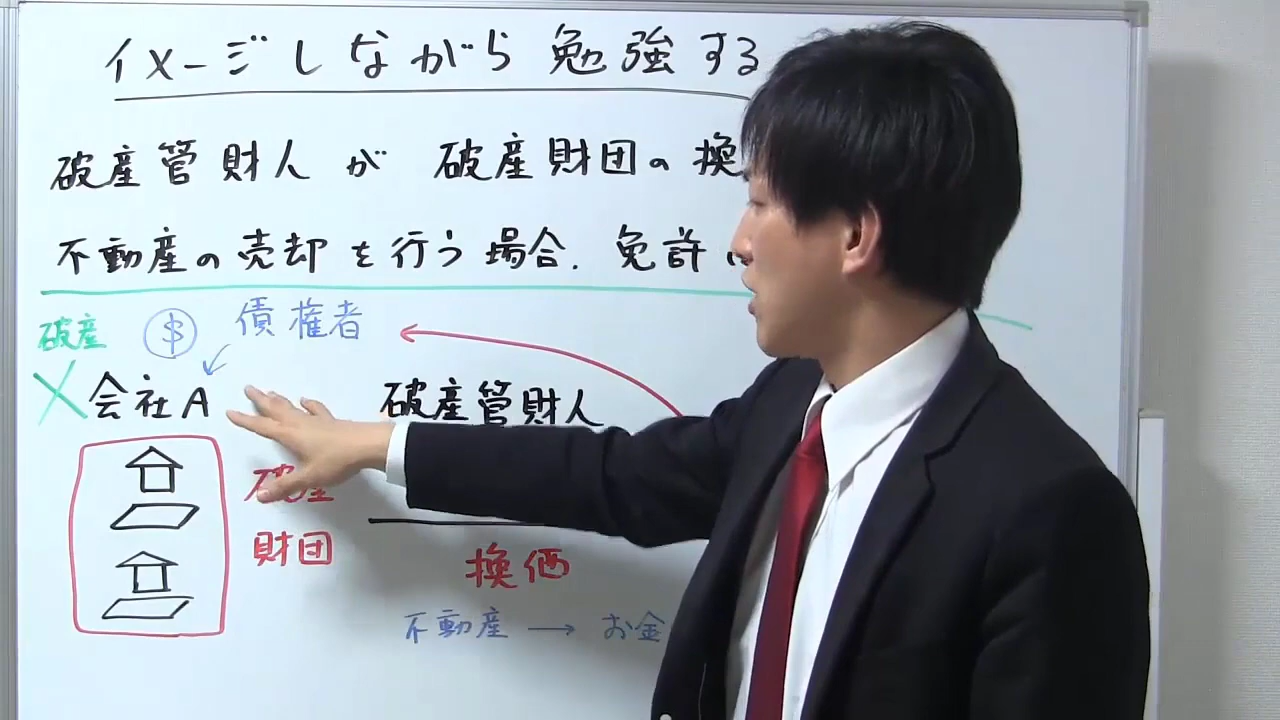 イメージしながら勉強する
破産管財人が 破産財団の換
不動産の売却を行う場合、免許
破産 $ 債権者
会社A 破産管財人
破産
財団
換価
不動産 → お金